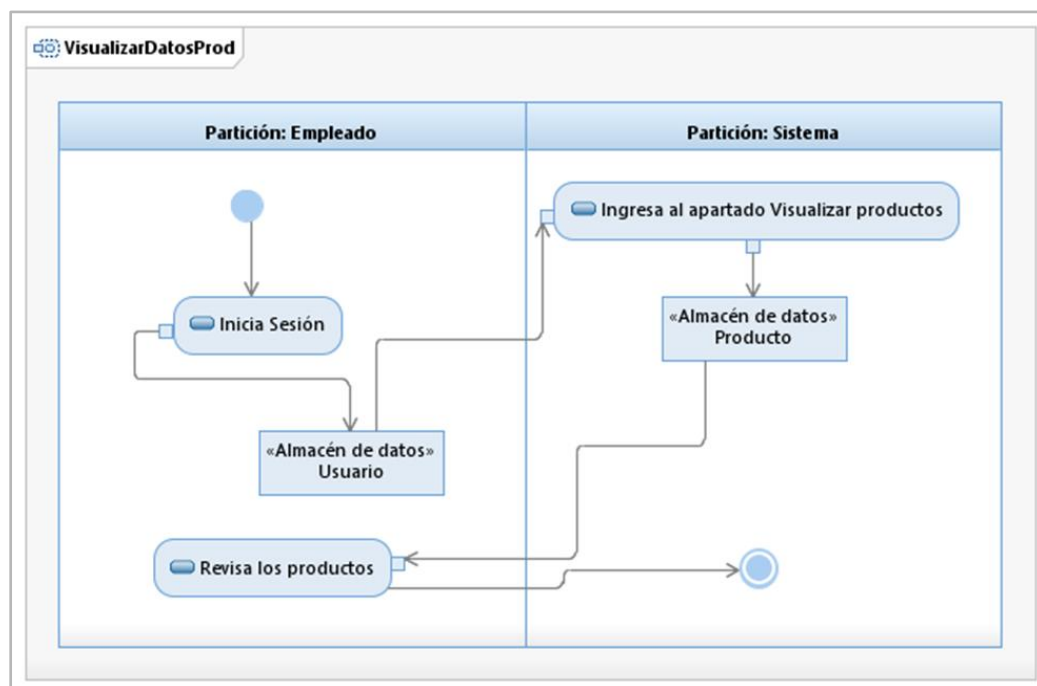 VisualizarDatosProd
Partición: Empleado
Partición: Sistema
Ingresa al apartado Visualizar productos
Inicia Sesión
«Almacén de datos»
Producto
«Almacén de datos»
Usuario
Revisa los productos